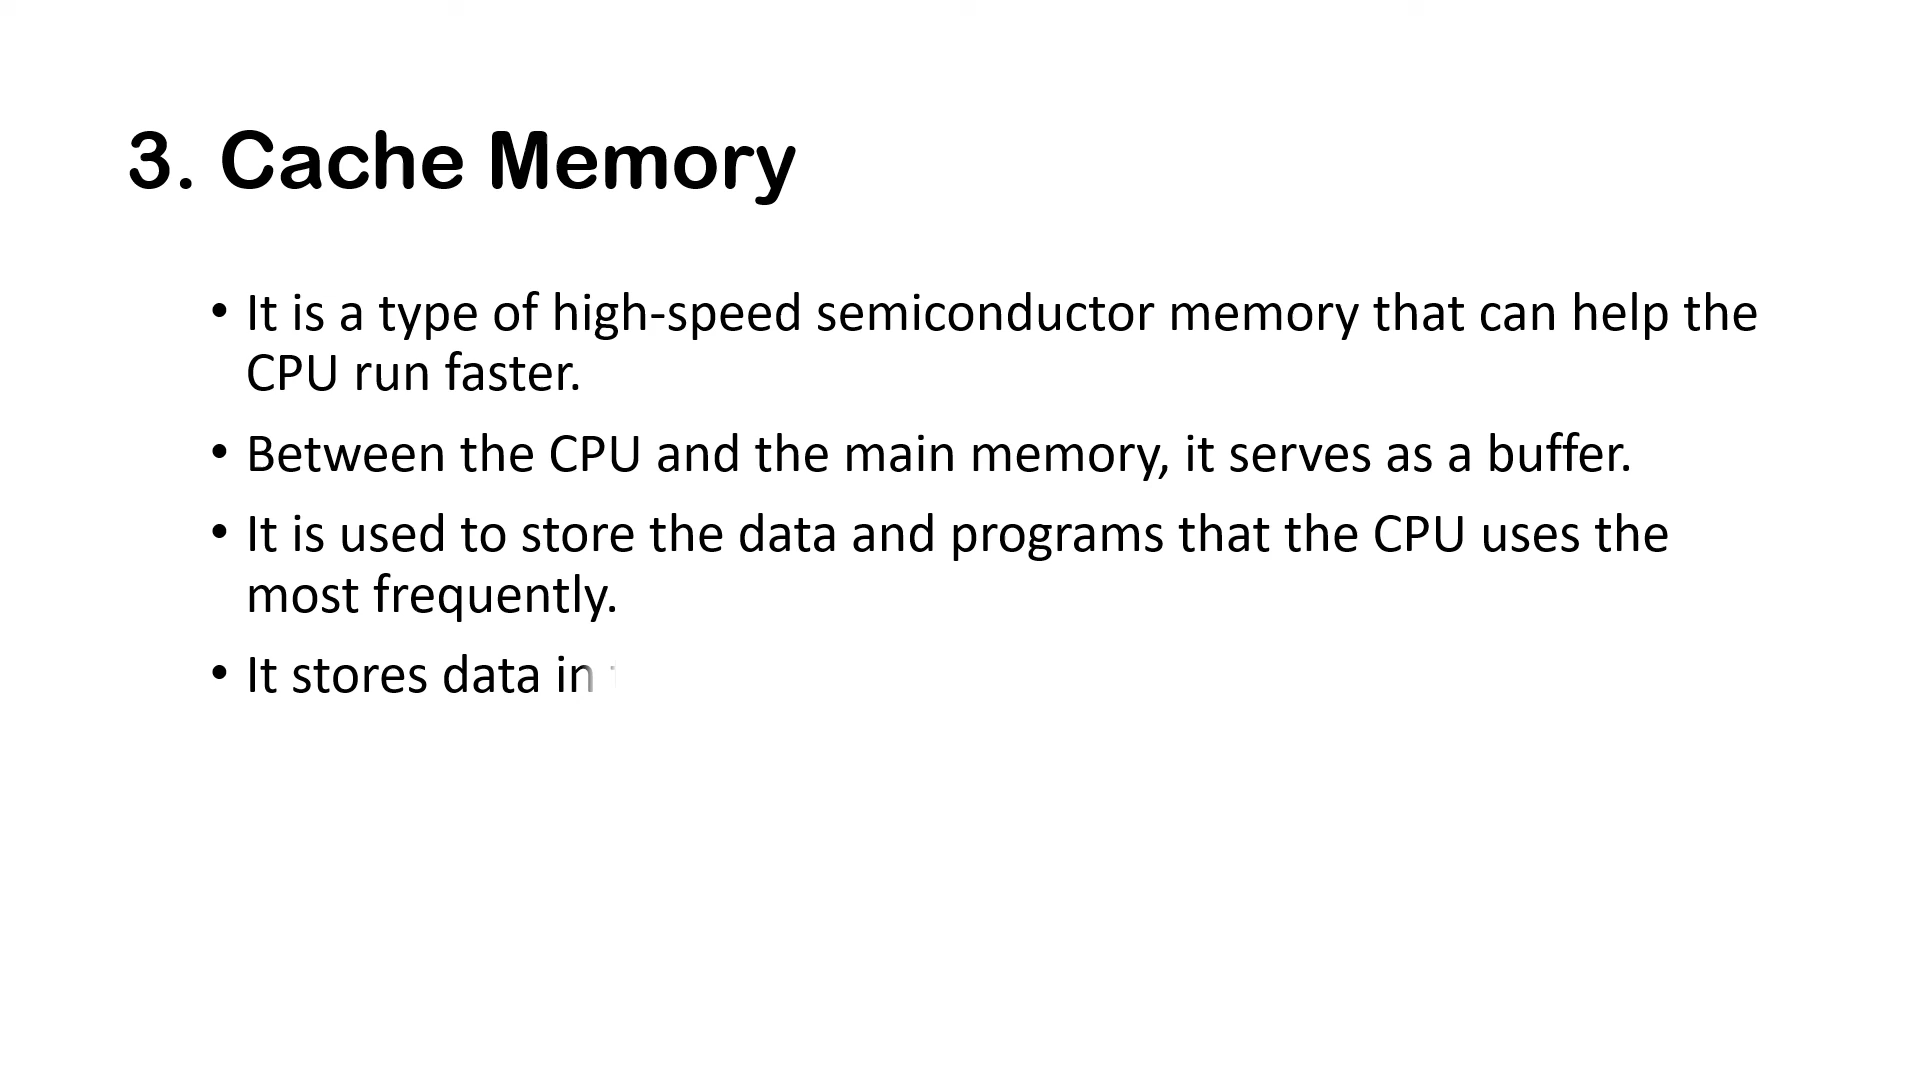 3. Cache Memory
• It is a type of high-speed semiconductor memory that can help the
CPU run faster.
• Between the CPU and the main memory, it serves as a buffer.
• It is used to store the data and programs that the CPU uses the
most frequently.
• It stores data in